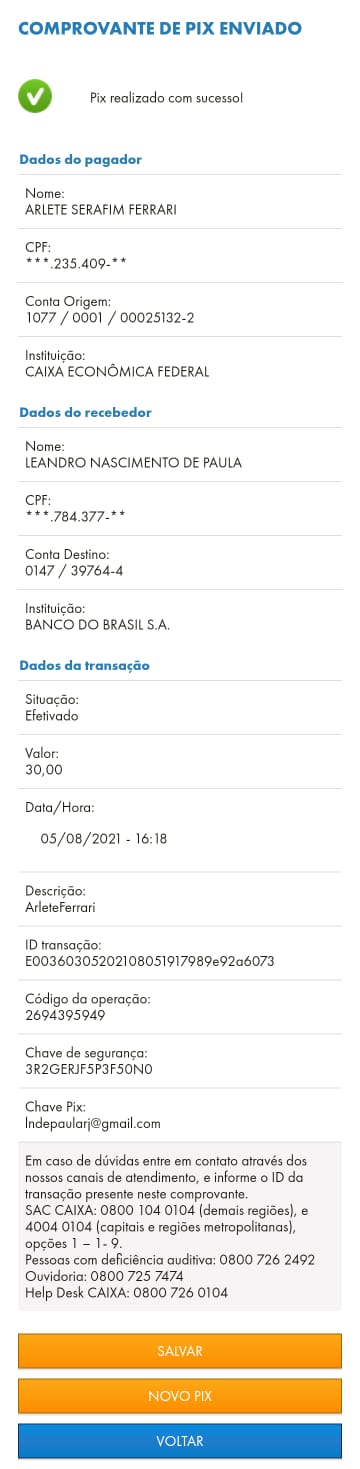 COMPROVANTE DE PIX ENVIADO
Pix realizado com sucesso!
Dados do pagador
Nome:
ARLETE SERAFIM FERRARI
CPF:
***.235.409-**
Conta Origem:
1077 / 0001 / 00025132-2
Instituição:
CAIXA ECONÔMICA FEDERAL
Dados do recebedor
Nome:
LEANDRO NASCIMENTO DE PAULA
CPF:
***.784.377-**
Conta Destino:
0147 / 39764-4
Instituição:
BANCO DO BRASIL S.A.
Dados da transação
Situação:
Efetivado
Valor:
30,00
Data/Hora:
05/08/2021 - 16:18
Descrição:
ArleteFerrari
ID transação:
E00360305202108051917989e92a6073
Código da operação:
2694395949
Chave de segurança:
3R2GERJF5P3F50N0
Chave Pix:
lndepaularj@gmail.com
Em caso de dúvidas entre em contato através dos
nossos canais de atendimento, e informe o ID da
transação presente neste comprovante.
SAC CAIXA: 0800 104 0104 (demais regiões), e
4004 0104 (capitais e regiões metropolitanas),
opções 1 – 1- 9.
Pessoas com deficiência auditiva: 0800 726 2492
Ouvidoria: 0800 725 7474
Help Desk CAIXA: 0800 726 0104
SALVAR
NOVO PIX
VOLTAR